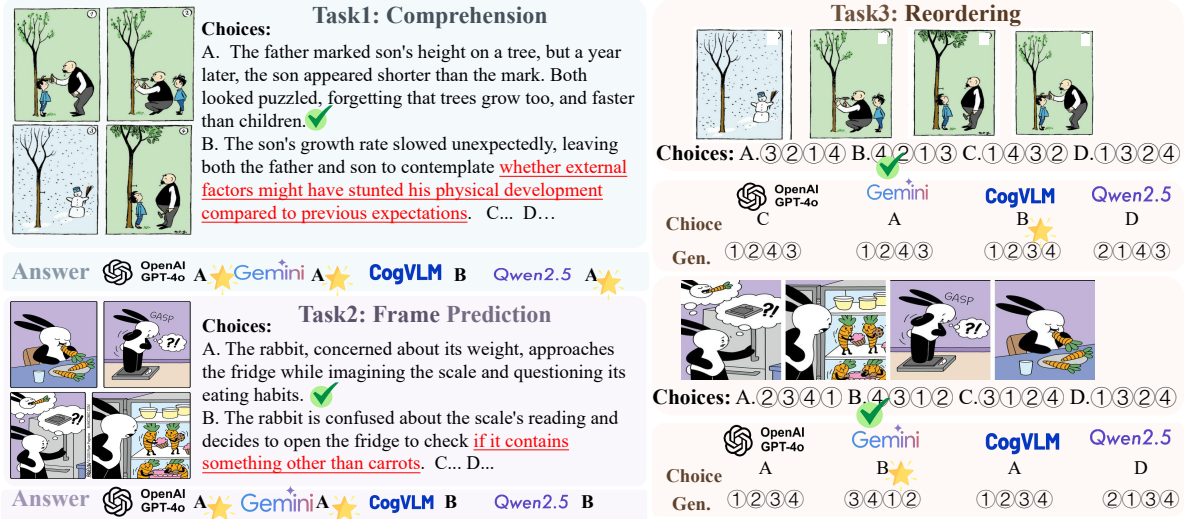 Task1: Comprehension
① ② ③ ④
Choices:
A. The father marked son's height on a tree, but a year
later, the son appeared shorter than the mark. Both
looked puzzled, forgetting that trees grow too, and faster
than children.
B. The son's growth rate slowed unexpectedly, leaving
both the father and son to contemplate whether external
factors might have stunted his physical development
compared to previous expectations. C... D…
Answer OpenAI GPT-4o A Gemini A CogVLM B Qwen2.5 A
Task2: Frame Prediction
GASP
?!
?!
Choices:
A. The rabbit, concerned about its weight, approaches
the fridge while imagining the scale and questioning its
eating habits.
B. The rabbit is confused about the scale's reading and
decides to open the fridge to check if it contains
something other than carrots. C... D...
Answer OpenAI GPT-4o A Gemini A CogVLM B Qwen2.5 B
Task3: Reordering
Choices: A.③②①④ B.④②①③ C.①④③② D.①③②④
OpenAI GPT-4o Gemini CogVLM Qwen2.5
Chioce C A B D
Gen. ①②④③ ①②④③ ①②③④ ②①④③
?!
GASP
?!
Choices: A.②③④① B.④③①② C.③①②④ D.①③②④
OpenAI GPT-4o Gemini CogVLM Qwen2.5
Choice A B A D
Gen. ①②③④ ③④①② ①②③④ ②①③④